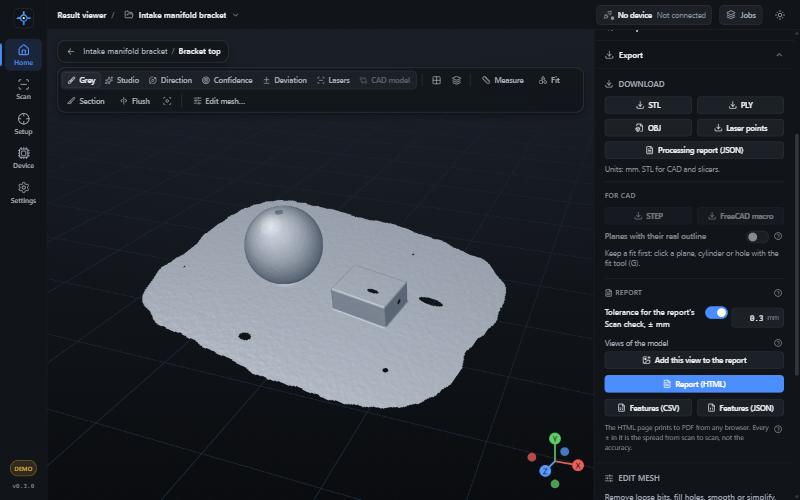 Result viewer / Intake manifold bracket
No device Not connected
Jobs
Home
Scan
Setup
Device
Settings
DEMO
v0.3.0
Intake manifold bracket / Bracket top
Grey Studio Direction Confidence Deviation Lasers CAD model Measure Fit
Section Flush Edit mesh...
Y
X
Z
Export
DOWNLOAD
STL PLY
OBJ Laser points
Processing report (JSON)
Units: mm. STL for CAD and slicers.
FOR CAD
STEP FreeCAD macro
Planes with their real outline
Keep a fit first: click a plane, cylinder or hole with the
fit tool (G).
REPORT
Tolerance for the report's
Scan check, ± mm
0.3 mm
Views of the model
Add this view to the report
Report (HTML)
Features (CSV) Features (JSON)
The HTML page prints to PDF from any browser. Every
± in it is the spread from scan to scan, not the
accuracy.
EDIT MESH
Remove loose bits, fill holes, smooth or simplify.